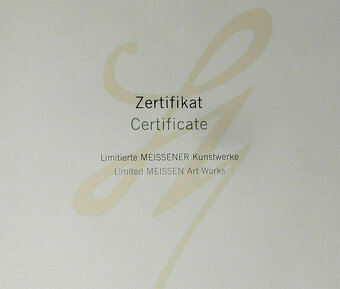 Zertifikat
Certificate
Limitierte MEISSENER Kunstwerke
Limited MEISSEN Art Works